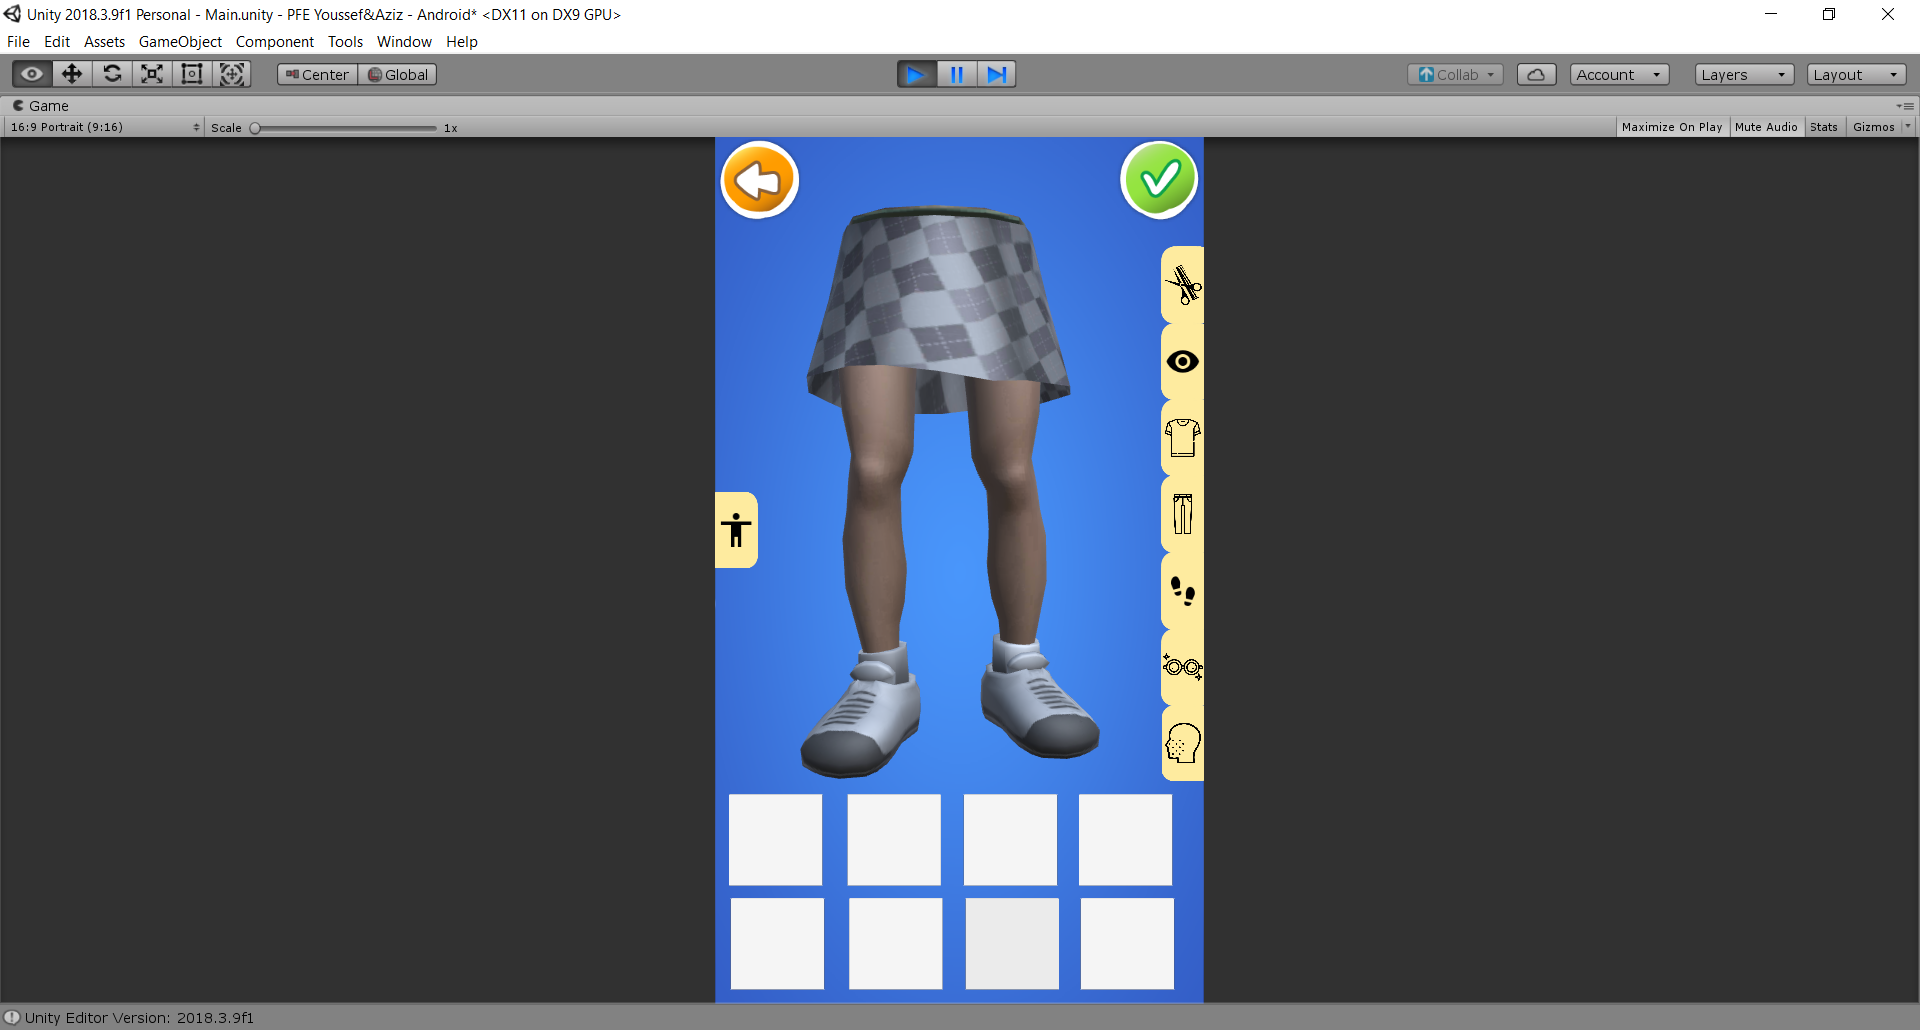 Unity 2018.3.9f1 Personal - Main.unity - PFE Youssef&Aziz - Android* <DX11 on DX9 GPU>
File Edit Assets GameObject Component Tools Window Help
Center Global Collab Account Layers Layout
Game
16:9 Portrait (9:16) Scale 1x Maximize On Play Mute Audio Stats Gizmos
Unity Editor Version: 2018.3.9f1